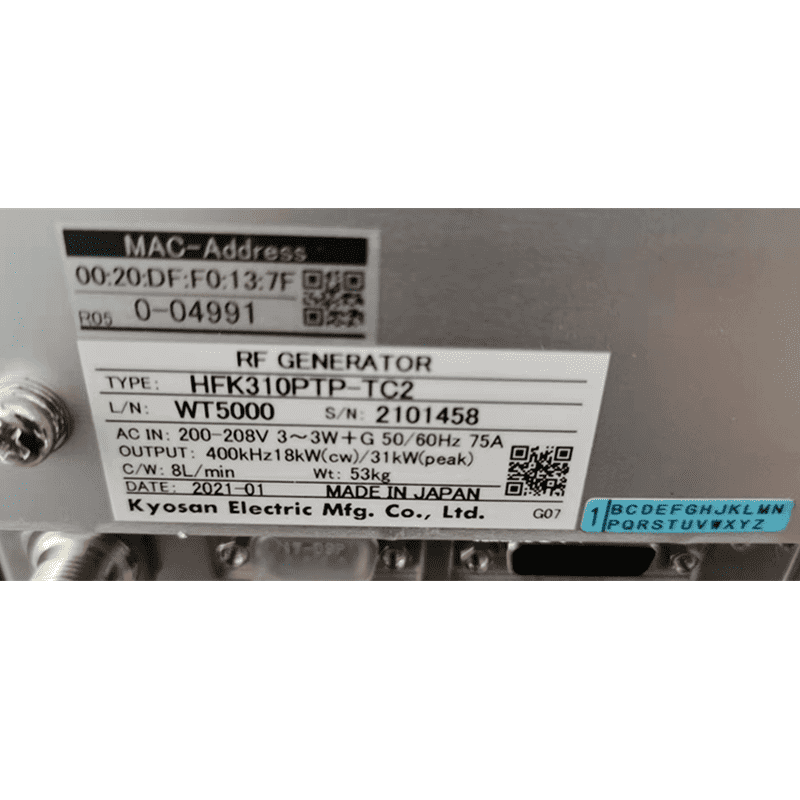 MAC-Address
00:20:DF:F0:13:7F
R05 0-04991
RF GENERATOR
TYPE: HFK310PTP-TC2
L/N: WT5000 S/N: 2101458
AC IN: 200-208V 3~3W+G 50/60Hz 75A
OUTPUT: 400kHz18kW(cw)/31kW(peak)
C/W: 8L/min Wt: 53kg
DATE: 2021-01 MADE IN JAPAN
Kyosan Electric Mfg. Co., Ltd. G07
1 BCDEFGHJKLMN
PQRSTUVWXYZ